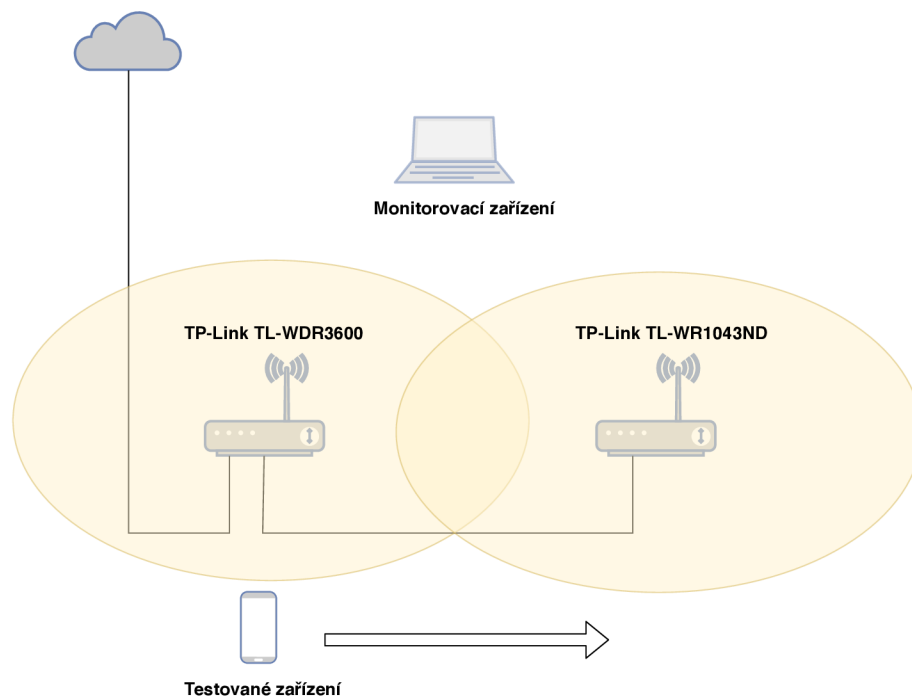 Monitorovací zařízení
TP-Link TL-WDR3600
TP-Link TL-WR1043ND
Testované zařízení